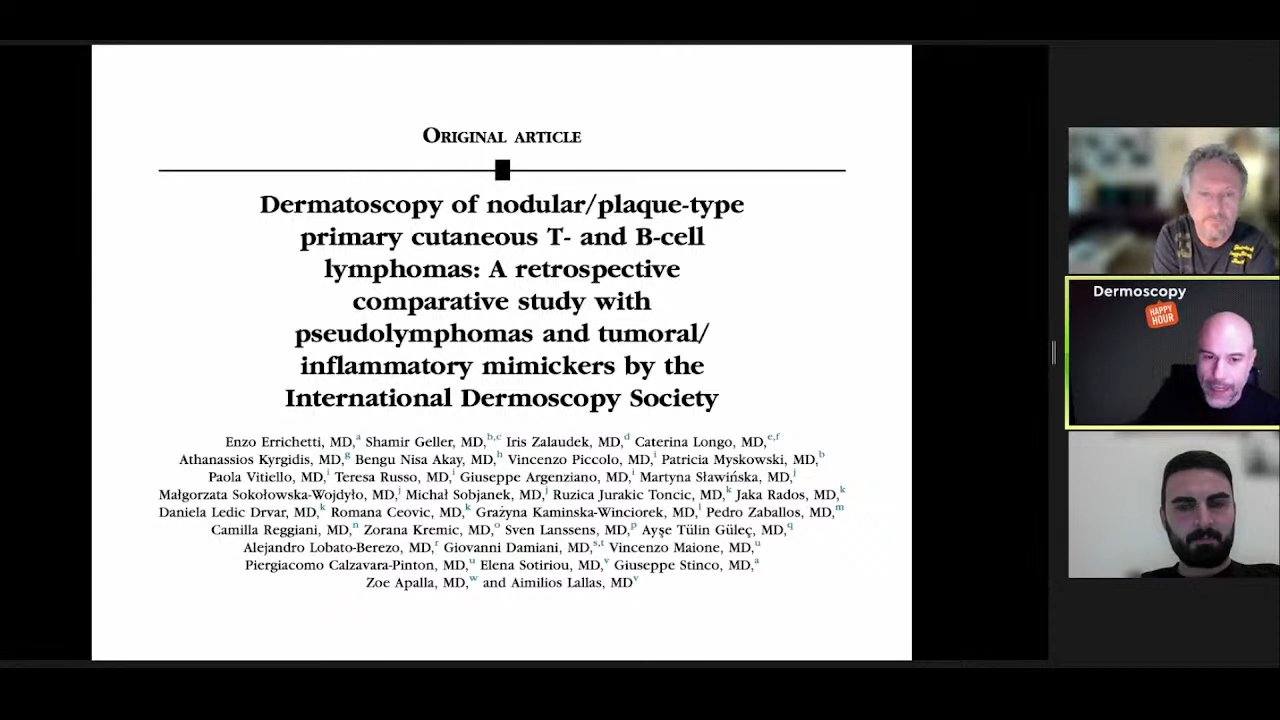 ORIGINAL ARTICLE
Dermatoscopy of nodular/plaque-type
primary cutaneous T- and B-cell
lymphomas: A retrospective
comparative study with
pseudolymphomas and tumoral/
inflammatory mimickers by the
International Dermoscopy Society
Enzo Errichetti, MD,a Shamir Geller, MD,b,c Iris Zalaudek, MD,d Caterina Longo, MD,e,f
Athanassios Kyrgidis, MD,g Bengu Nisa Akay, MD,h Vincenzo Piccolo, MD,i Patricia Myskowski, MD,b
Paola Vitiello, MD,i Teresa Russo, MD,i Giuseppe Argenziano, MD,i Martyna Sławińska, MD,j
Małgorzata Sokołowska-Wojdyło, MD,j Michał Sobjanek, MD,j Ruzica Jurakic Toncic, MD,k Jaka Rados, MD,k
Daniela Ledic Drvar, MD,k Romana Ceovic, MD,k Grażyna Kaminska-Winciorek, MD,l Pedro Zaballos, MD,m
Camilla Reggiani, MD,n Zorana Kremic, MD,o Sven Lanssens, MD,p Ayşe Tülin Güleç, MD,q
Alejandro Lobato-Berezo, MD,r Giovanni Damiani, MD,s,t Vincenzo Maione, MD,u
Piergiacomo Calzavara-Pinton, MD,u Elena Sotiriou, MD,v Giuseppe Stinco, MD,a
Zoe Apalla, MD,w and Aimilios Lallas, MDv
Dermoscopy
HAPPY
HOUR